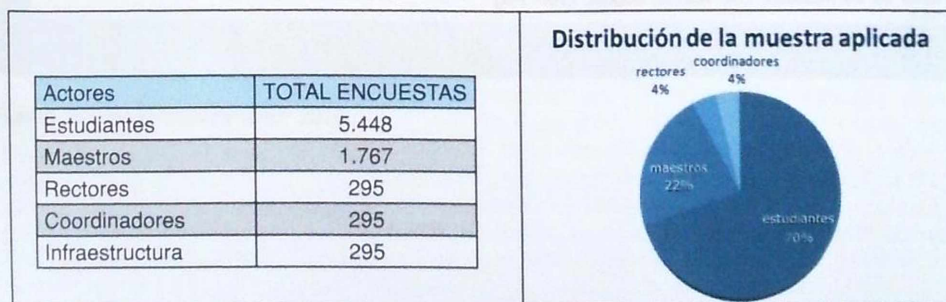 Actores TOTAL ENCUESTAS
Estudiantes 5.448
Maestros 1.767
Rectores 295
Coordinadores 295
Infraestructura 295
Distribución de la muestra aplicada
coordinadores
4%
rectores
4%
maestros
22%
estudiantes
70%